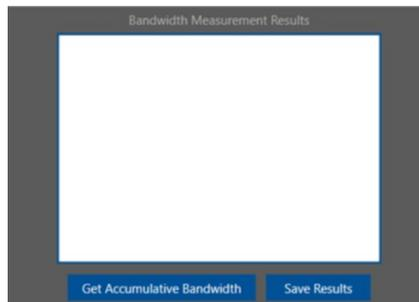 Bandwidth Measurement Results
Get Accumulative Bandwidth
Save Results